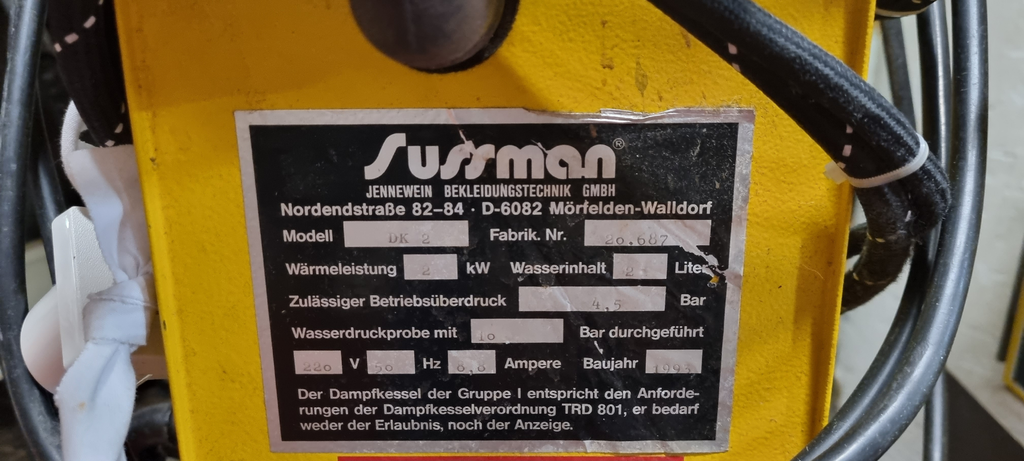 Sussman®
JENNEWEIN BEKLEIDUNGSTECHNIK GMBH
Nordendstraße 82–84 · D-6082 Mörfelden-Walldorf
Modell DK 2 Fabrik. Nr. 26.687
Wärmeleistung 2 kW Wasserinhalt 2 Liter
Zulässiger Betriebsüberdruck 4,5 Bar
Wasserdruckprobe mit 10 Bar durchgeführt
220 V 50 Hz 8,8 Ampere Baujahr
Der Dampfkessel der Gruppe I entspricht den Anforde-
rungen der Dampfkesselverordnung TRD 801, er bedarf
weder der Erlaubnis, noch der Anzeige.